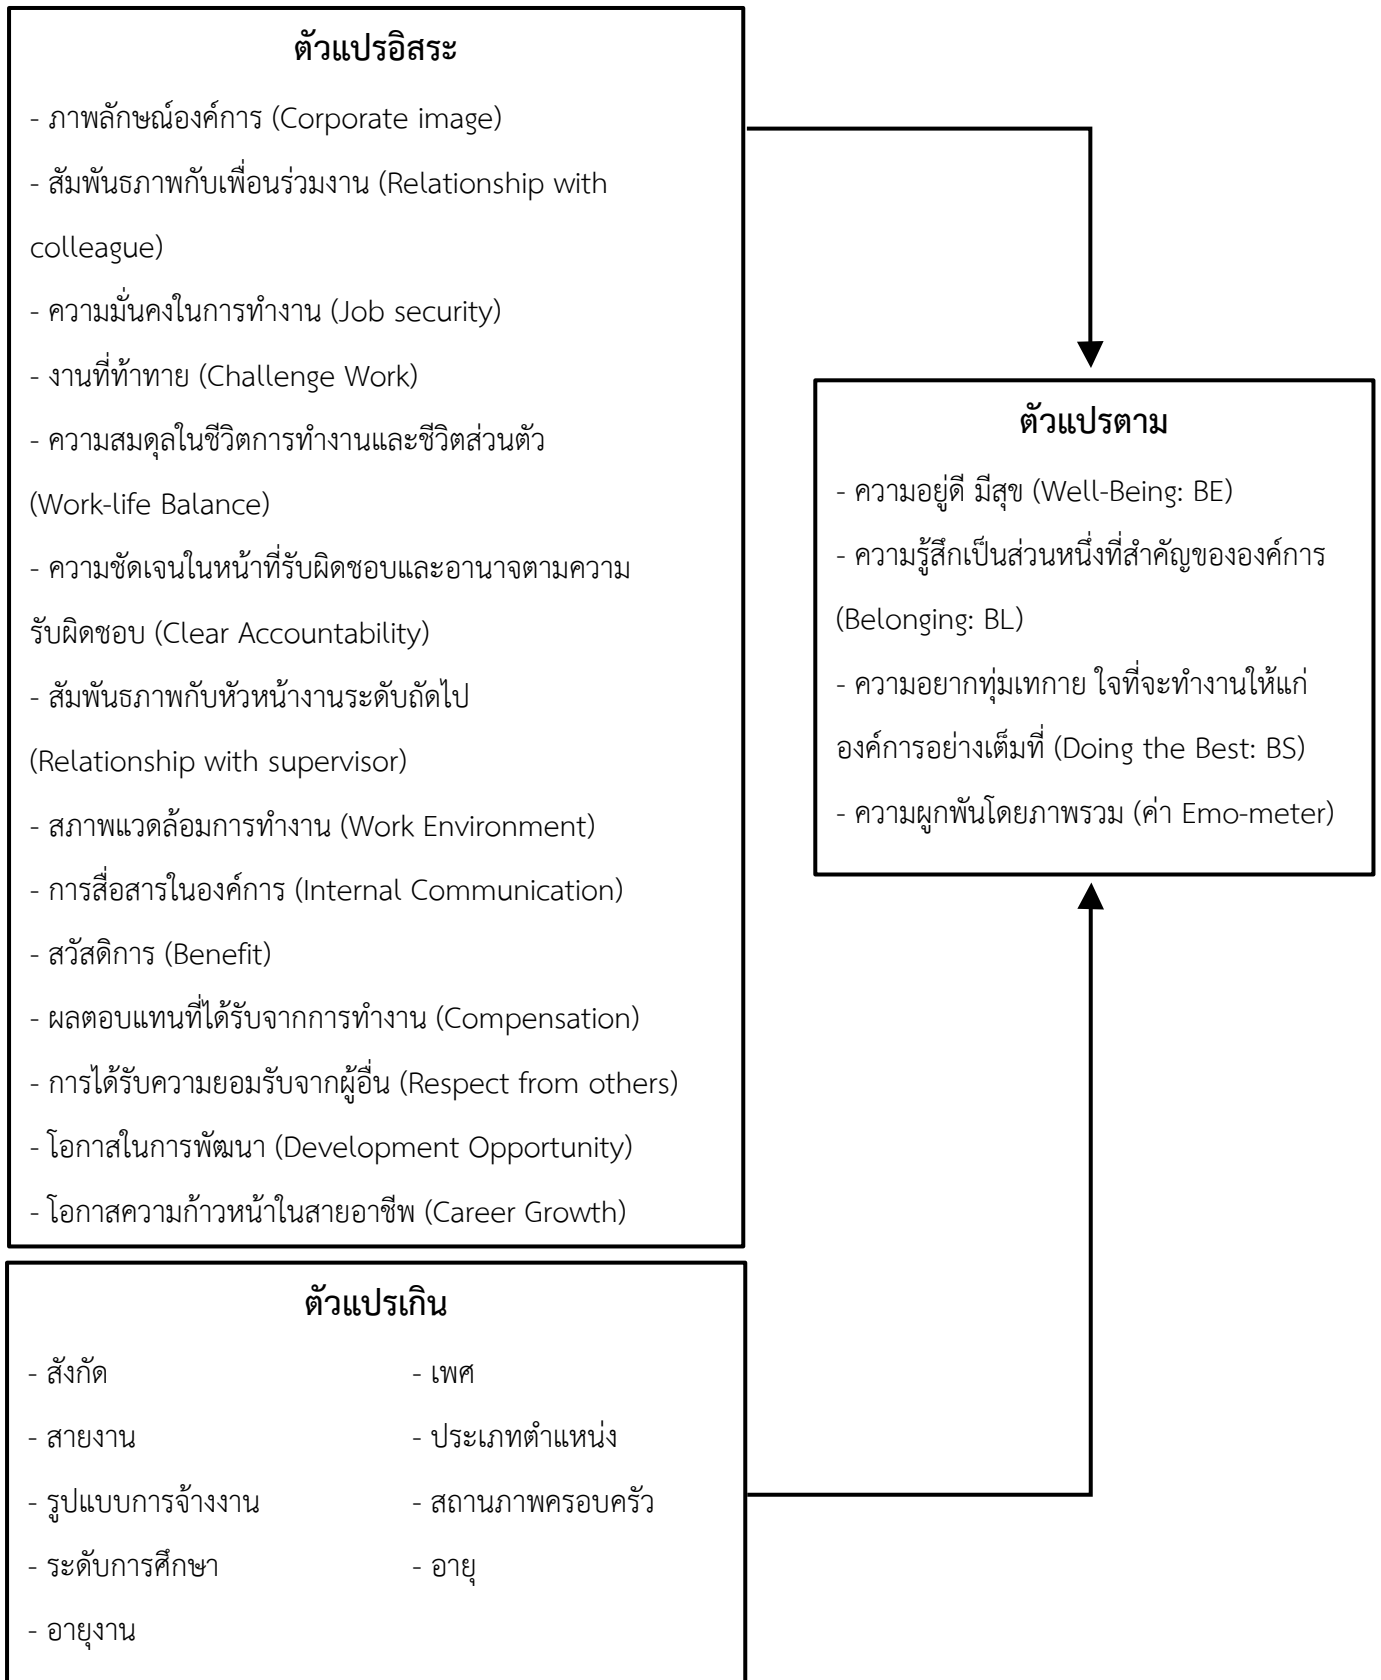 ตัวแปรอิสระ
- ภาพลักษณ์องค์การ (Corporate image)
- สัมพันธภาพกับเพื่อนร่วมงาน (Relationship with
colleague)
- ความมั่นคงในการทำงาน (Job security)
- งานที่ท้าทาย (Challenge Work)
- ความสมดุลในชีวิตการทำงานและชีวิตส่วนตัว
(Work-life Balance)
- ความชัดเจนในหน้าที่รับผิดชอบและอานาจตามความ
รับผิดชอบ (Clear Accountability)
- สัมพันธภาพกับหัวหน้างานระดับถัดไป
(Relationship with supervisor)
- สภาพแวดล้อมการทำงาน (Work Environment)
- การสื่อสารในองค์การ (Internal Communication)
- สวัสดิการ (Benefit)
- ผลตอบแทนที่ได้รับจากการทำงาน (Compensation)
- การได้รับความยอมรับจากผู้อื่น (Respect from others)
- โอกาสในการพัฒนา (Development Opportunity)
- โอกาสความก้าวหน้าในสายอาชีพ (Career Growth)
ตัวแปรตาม
- ความอยู่ดี มีสุข (Well-Being: BE)
- ความรู้สึกเป็นส่วนหนึ่งที่สำคัญขององค์การ
(Belonging: BL)
- ความอยากทุ่มเทกาย ใจที่จะทำงานให้แก่
องค์การอย่างเต็มที่ (Doing the Best: BS)
- ความผูกพันโดยภาพรวม (ค่า Emo-meter)
ตัวแปรเกิน
- สังกัด
- สายงาน
- รูปแบบการจ้างงาน
- ระดับการศึกษา
- อายุงาน
- เพศ
- ประเภทตำแหน่ง
- สถานภาพครอบครัว
- อายุ